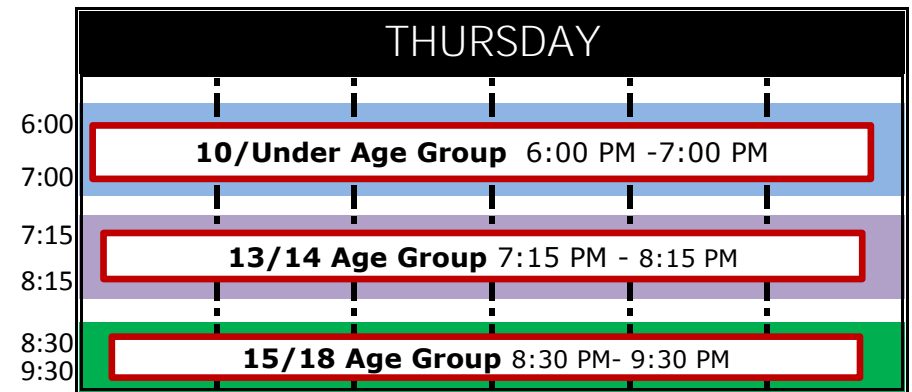 THURSDAY
6:00
10/Under Age Group 6:00 PM -7:00 PM
7:00
7:15
13/14 Age Group 7:15 PM - 8:15 PM
8:15
8:30
15/18 Age Group 8:30 PM- 9:30 PM
9:30